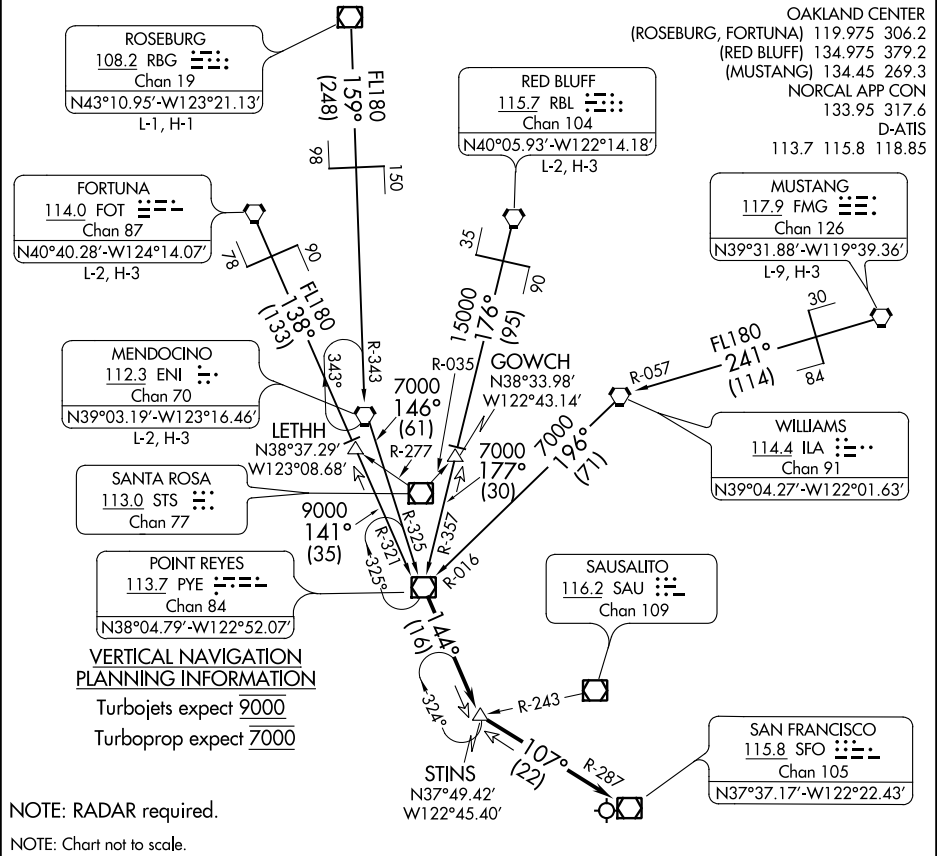 OAKLAND CENTER
(ROSEBURG, FORTUNA) 119.975 306.2
(RED BLUFF) 134.975 379.2
(MUSTANG) 134.45 269.3
NORCAL APP CON
133.95 317.6
D-ATIS
113.7 115.8 118.85
ROSEBURG
108.2 RBG
Chan 19
N43°10.95'-W123°21.13'
L-1, H-1
FL180
159°
(248)
98
150
RED BLUFF
115.7 RBL
Chan 104
N40°05.93'-W122°14.18'
L-2, H-3
FORTUNA
114.0 FOT
Chan 87
N40°40.28'-W124°14.07'
L-2, H-3
78
90
FL180
138°
(133)
35
90
15000
176°
(95)
MUSTANG
117.9 FMG
Chan 126
N39°31.88'-W119°39.36'
L-9, H-3
30
84
FL180
241°
(114)
R-057
MENDOCINO
112.3 ENI
Chan 70
N39°03.19'-W123°16.46'
L-2, H-3
343°
R-343
7000
146°
(61)
R-035
GOWCH
N38°33.98'
W122°43.14'
LETHH
N38°37.29'
W123°08.68'
R-277
7000
177°
(30)
7000
196°
(71)
WILLIAMS
114.4 ILA
Chan 91
N39°04.27'-W122°01.63'
SANTA ROSA
113.0 STS
Chan 77
9000
141°
(35)
R-321
R-325
R-357
R-016
325°
POINT REYES
113.7 PYE
Chan 84
N38°04.79'-W122°52.07'
SAUSALITO
116.2 SAU
Chan 109
144°
(16)
VERTICAL NAVIGATION
PLANNING INFORMATION
Turbojets expect 9000
Turboprop expect 7000
324°
R-243
STINS
N37°49.42'
W122°45.40'
107°
(22)
R-287
SAN FRANCISCO
115.8 SFO
Chan 105
N37°37.17'-W122°22.43'
NOTE: RADAR required.
NOTE: Chart not to scale.